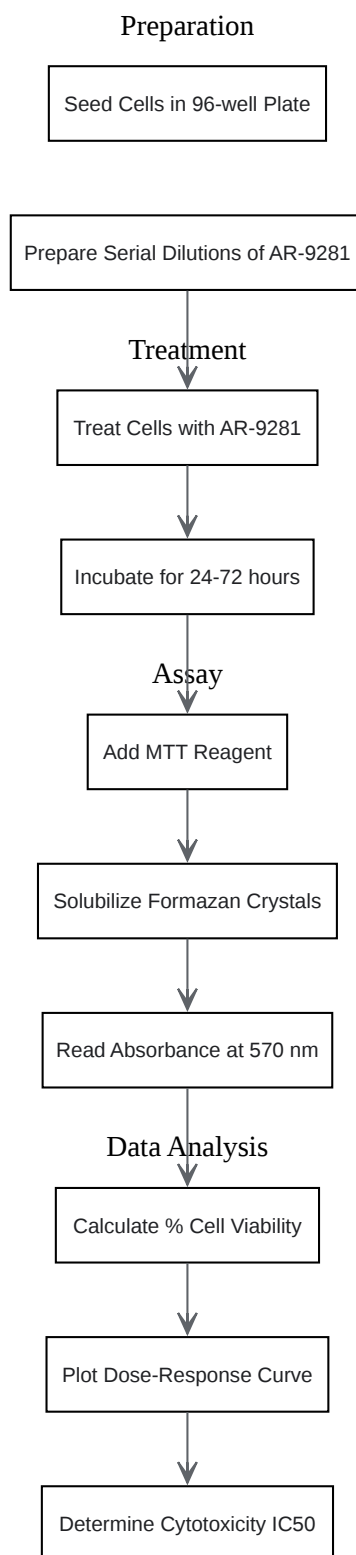 Preparation
Seed Cells in 96-well Plate
Prepare Serial Dilutions of AR-9281
Treatment
Treat Cells with AR-9281
Incubate for 24-72 hours
Assay
Add MTT Reagent
Solubilize Formazan Crystals
Read Absorbance at 570 nm
Data Analysis
Calculate % Cell Viability
Plot Dose-Response Curve
Determine Cytotoxicity IC50